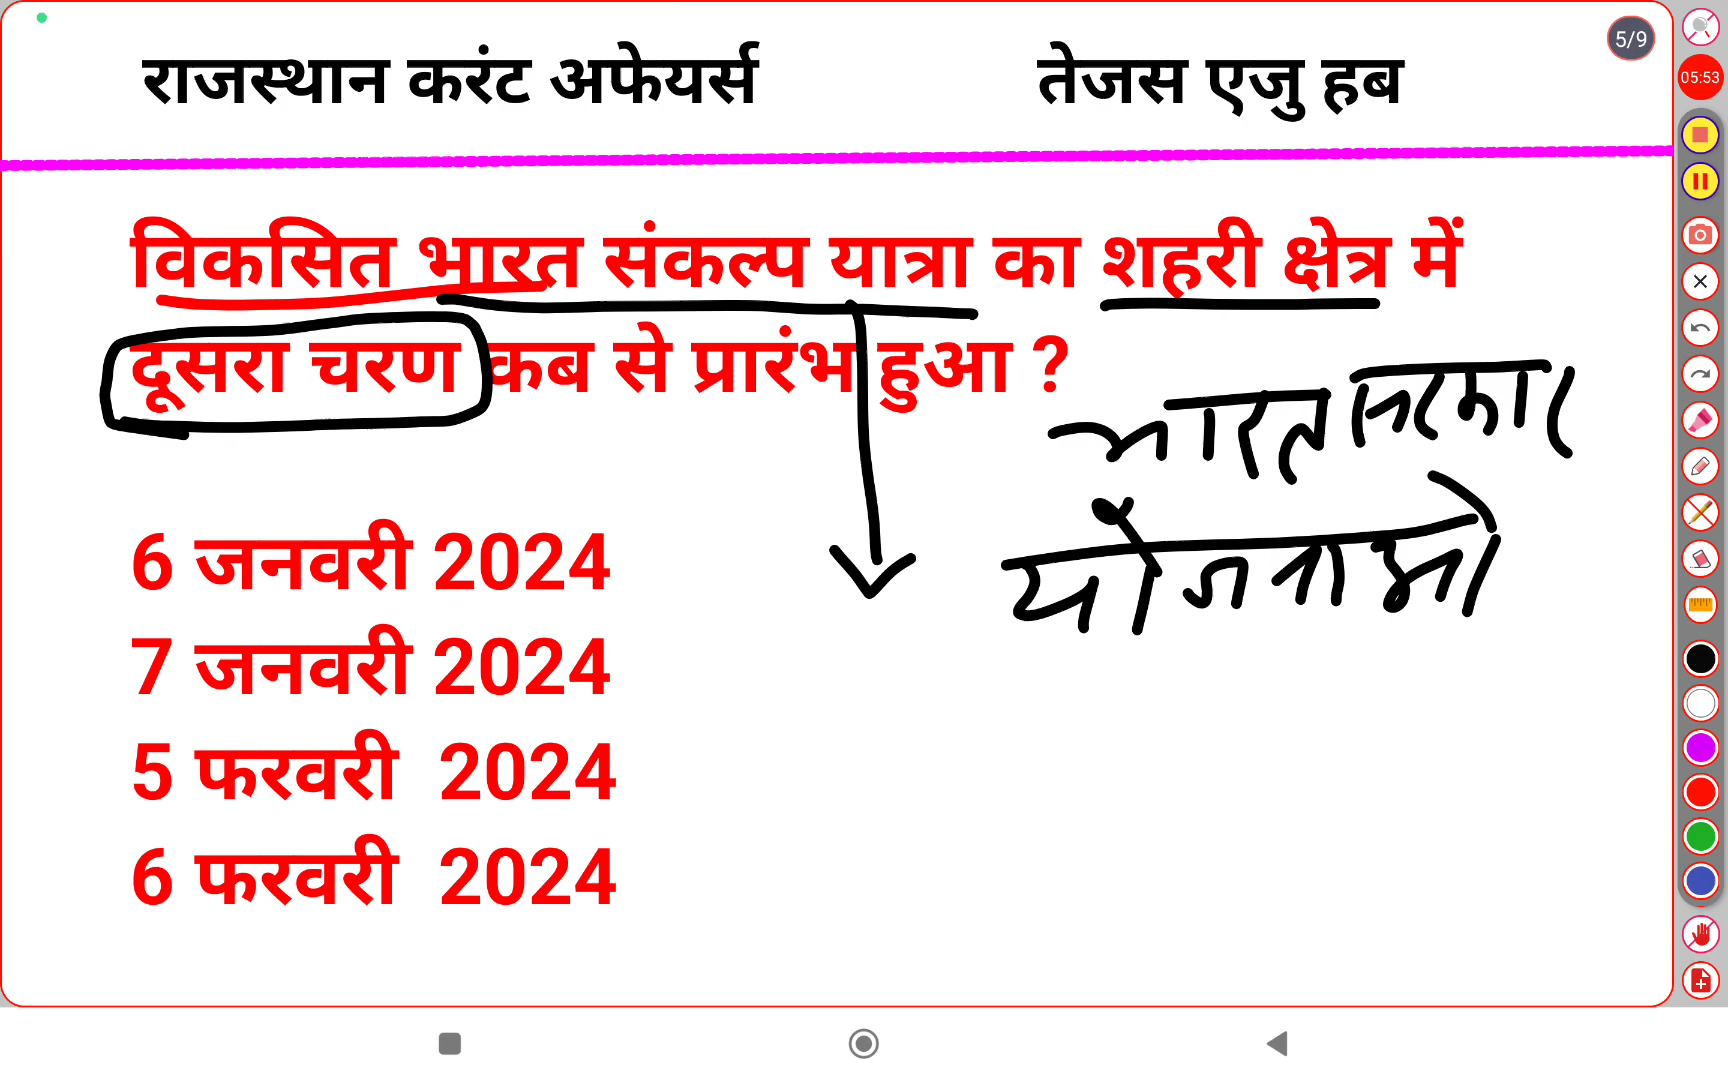 राजस्थान करंट अफेयर्स तेजस एजु हब
5/9
05:53
विकसित भारत संकल्प यात्रा का शहरी क्षेत्र में
दूसरा चरण कब से प्रारंभ हुआ ?
भारत सरकार
योजनाओ
6 जनवरी 2024
7 जनवरी 2024
5 फरवरी 2024
6 फरवरी 2024